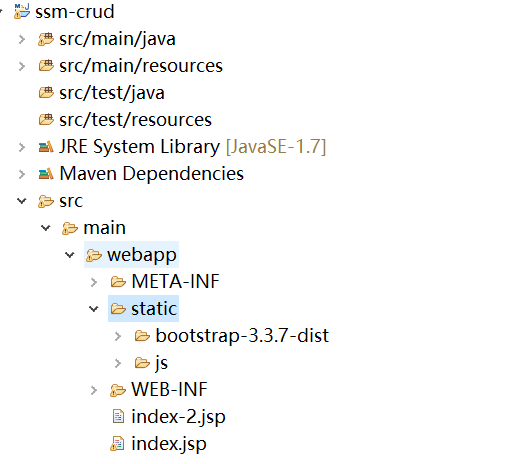 ssm-crud
src/main/java
src/main/resources
src/test/java
src/test/resources
JRE System Library [JavaSE-1.7]
Maven Dependencies
src
main
webapp
META-INF
static
bootstrap-3.3.7-dist
js
WEB-INF
index-2.jsp
index.jsp